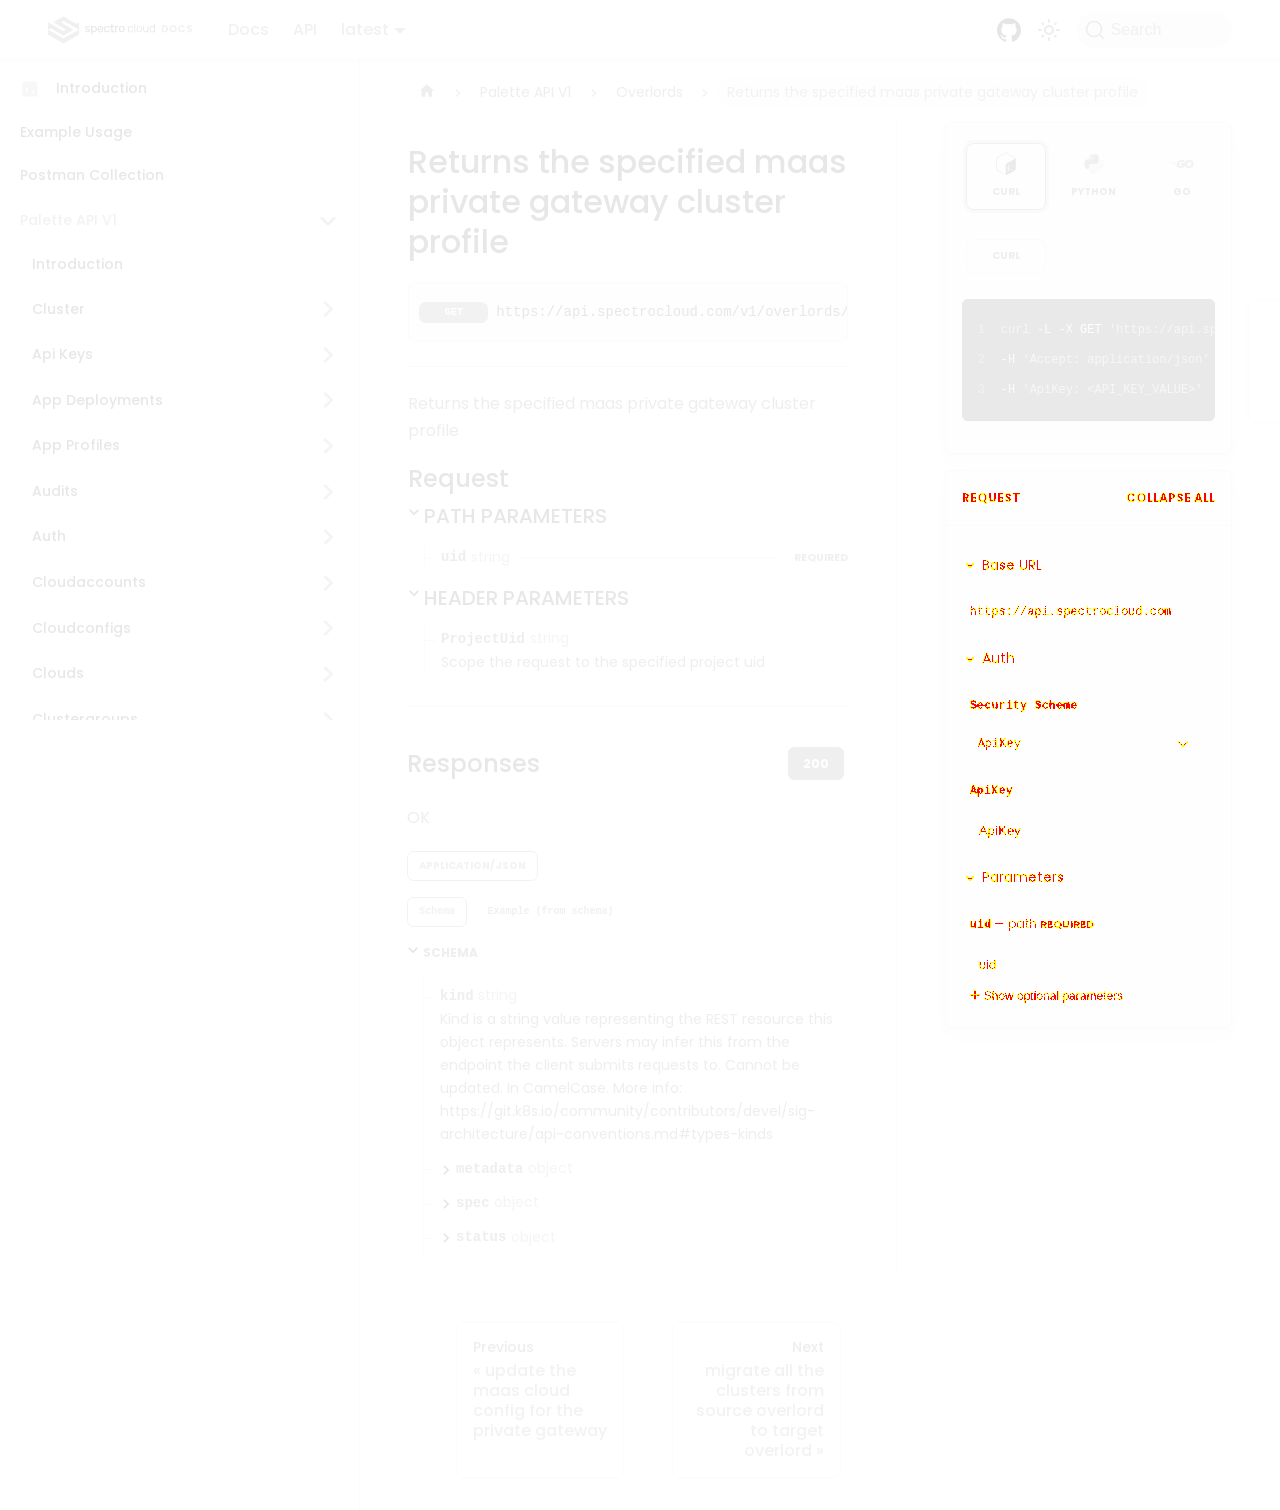 spectro cloud DOCS
Docs
API
latest
Search
Introduction
Example Usage
Postman Collection
Palette API V1
Introduction
Cluster
Api Keys
App Deployments
App Profiles
Audits
Auth
Cloudaccounts
Cloudconfigs
Clouds
Clustergroups
Palette API V1
Overlords
Returns the specified maas private gateway cluster profile
Returns the specified maas
private gateway cluster
profile
GET https://api.spectrocloud.com/v1/overlords/
Returns the specified maas private gateway cluster
profile
Request
PATH PARAMETERS
uid string REQUIRED
HEADER PARAMETERS
ProjectUid string
Scope the request to the specified project uid
Responses
200
OK
APPLICATION/JSON
Schema Example (from schema)
SCHEMA
kind string
Kind is a string value representing the REST resource this
object represents. Servers may infer this from the
endpoint the client submits requests to. Cannot be
updated. In CamelCase. More info:
https://git.k8s.io/community/contributors/devel/sig-
architecture/api-conventions.md#types-kinds
metadata object
spec object
status object
Previous
« update the
maas cloud
config for the
private gateway
Next
migrate all the
clusters from
source overlord
to target
overlord »
CURL
PYTHON
GO
CURL
1 curl -L -X GET 'https://api.sp
2 -H 'Accept: application/json'
3 -H 'ApiKey: <API_KEY_VALUE>'
REQUEST COLLAPSE ALL
Base URL
https://api.spectrocloud.com
Auth
Security Scheme
ApiKey
ApiKey
ApiKey
Parameters
uid — path REQUIRED
uid
Show optional parameters